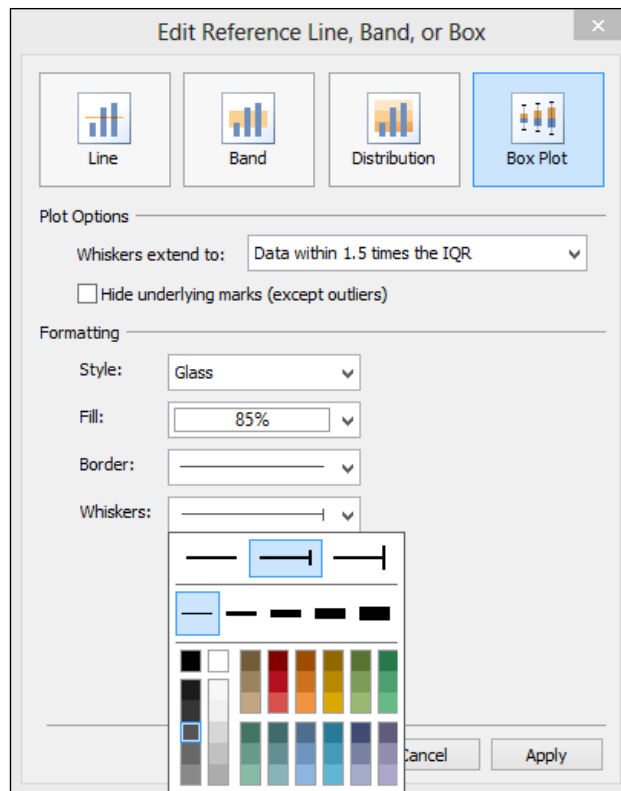 Edit Reference Line, Band, or Box
Line
Band
Distribution
Box Plot
Plot Options
Whiskers extend to:
Data within 1.5 times the IQR
Hide underlying marks (except outliers)
Formatting
Style:
Glass
Fill:
85%
Border:
Whiskers:
Cancel
Apply